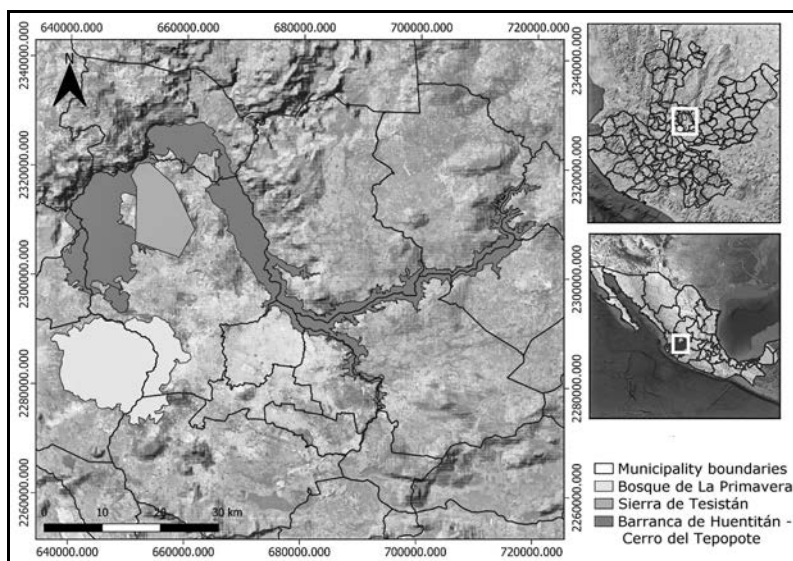 640000.000 660000.000 680000.000 700000.000 720000.000
2340000.000
2320000.000
2300000.000
2280000.000
2260000.000
N
0 10 20 30 km
640000.000 660000.000 680000.000 700000.000 720000.000
2340000.000
2320000.000
2300000.000
2280000.000
2260000.000
Municipality boundaries
Bosque de La Primavera
Sierra de Tesistán
Barranca de Huentitán -
Cerro del Tepopote